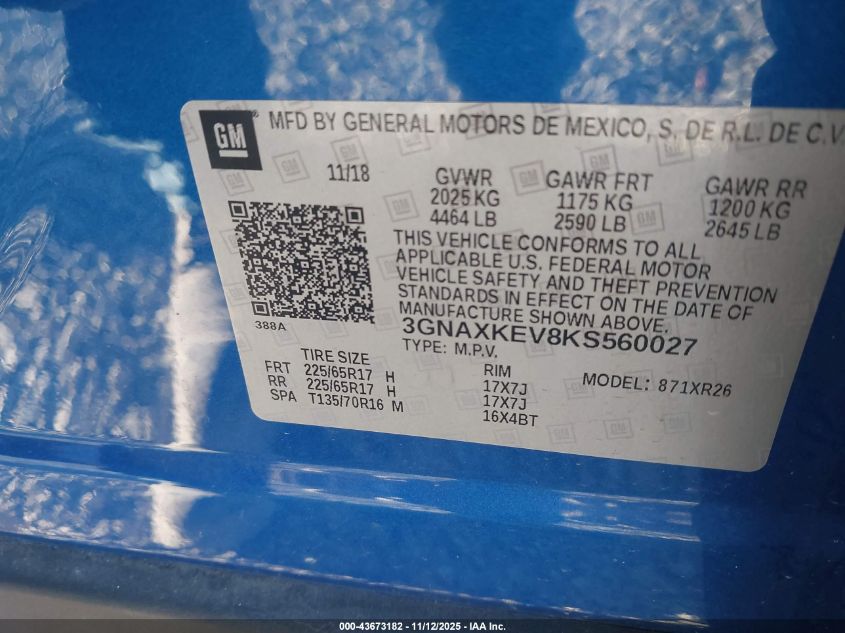 GM MFD BY GENERAL MOTORS DE MEXICO, S. DE R.L. DE C.V.
11/18 GVWR GAWR FRT GAWR RR
2025 KG 1175 KG 1200 KG
4464 LB 2590 LB 2645 LB
THIS VEHICLE CONFORMS TO ALL
APPLICABLE U.S. FEDERAL MOTOR
VEHICLE SAFETY, AND THEFT PREVENTION
STANDARDS IN EFFECT ON THE DATE OF
MANUFACTURE SHOWN ABOVE.
3GNAXKEV8KS560027
388A
TYPE: M.P.V.
TIRE SIZE RIM MODEL: 871XR26
FRT 225/65R17 H 17X7J
RR 225/65R17 H 17X7J
SPA T135/70R16 M 16X4BT
000-43673182 - 11/12/2025 - IAA Inc.